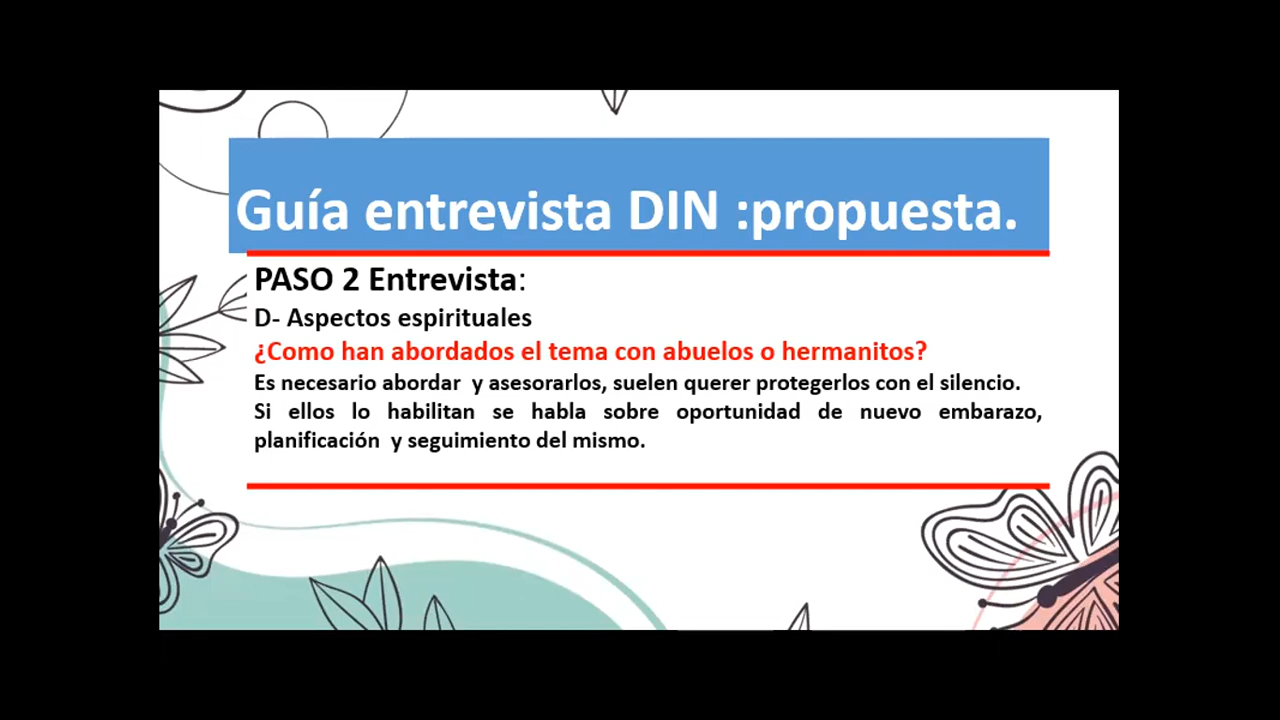 Guía entrevista DIN :propuesta.
PASO 2 Entrevista:
D- Aspectos espirituales
¿Como han abordados el tema con abuelos o hermanitos?
Es necesario abordar y asesorarlos, suelen querer protegerlos con el silencio.
Si ellos lo habilitan se habla sobre oportunidad de nuevo embarazo,
planificación y seguimiento del mismo.